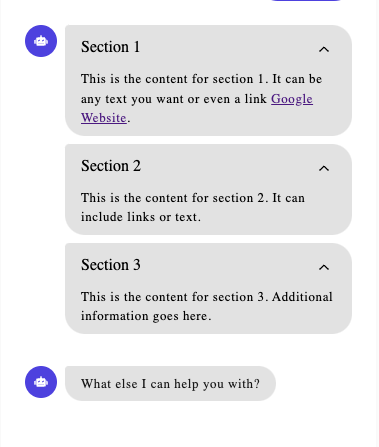 Section 1
This is the content for section 1. It can be
any text you want or even a link Google
Website.
Section 2
This is the content for section 2. It can
include links or text.
Section 3
This is the content for section 3. Additional
information goes here.
What else I can help you with?